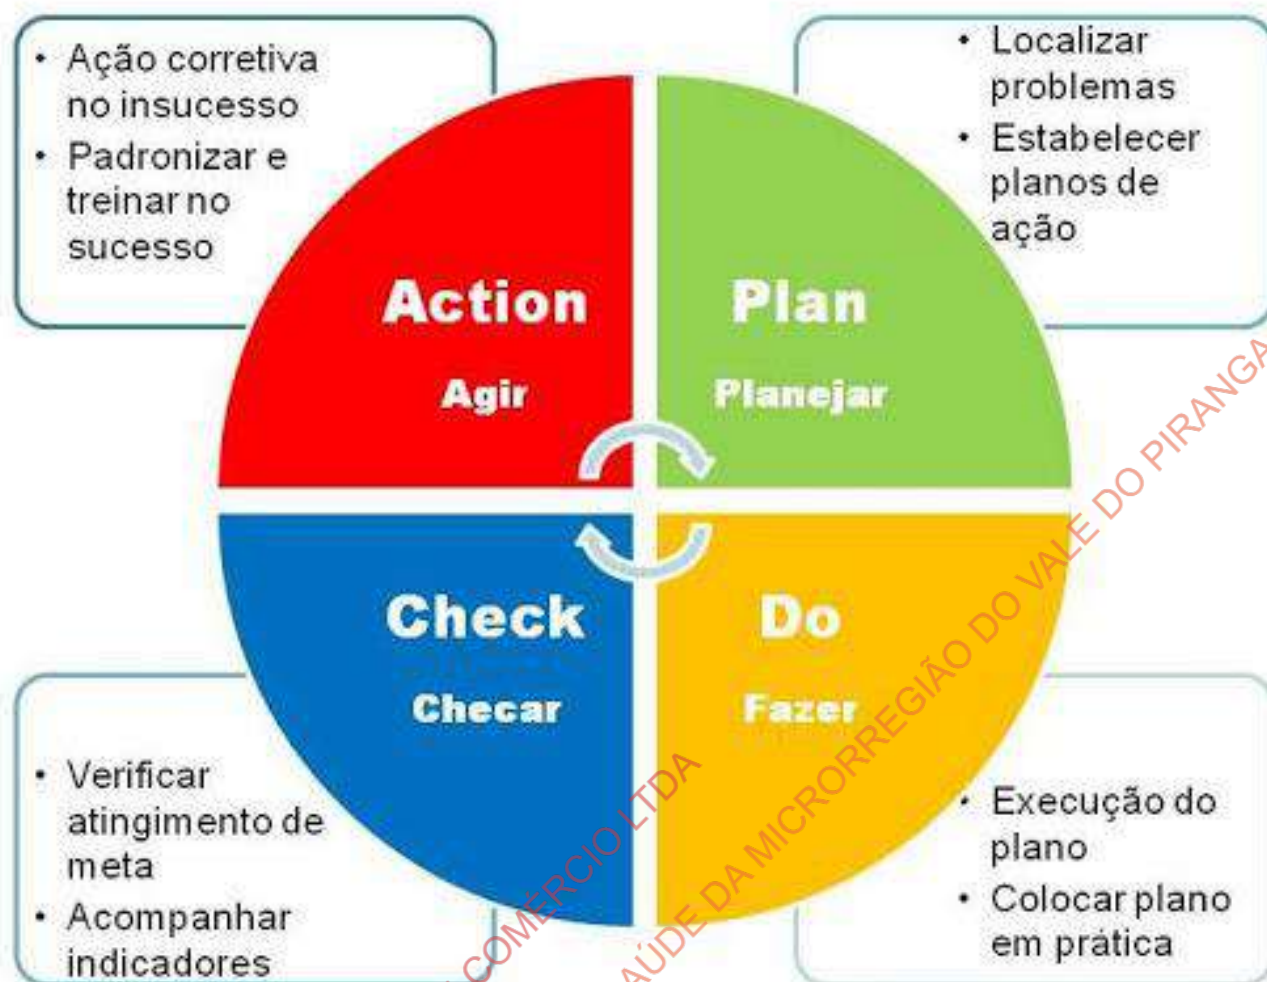 • Ação corretiva
no insucesso
• Padronizar e
treinar no
sucesso
• Localizar
problemas
• Estabelecer
planos de
ação
Action
Agir
Plan
Planejar
Check
Checar
Do
Fazer
• Verificar
atingimento de
meta
• Acompanhar
indicadores
• Execução do
plano
• Colocar plano
em prática
COMÉRCIO LTDA
AÚDE DA MICRORREGIÃO DO VALE DO PIRANGA